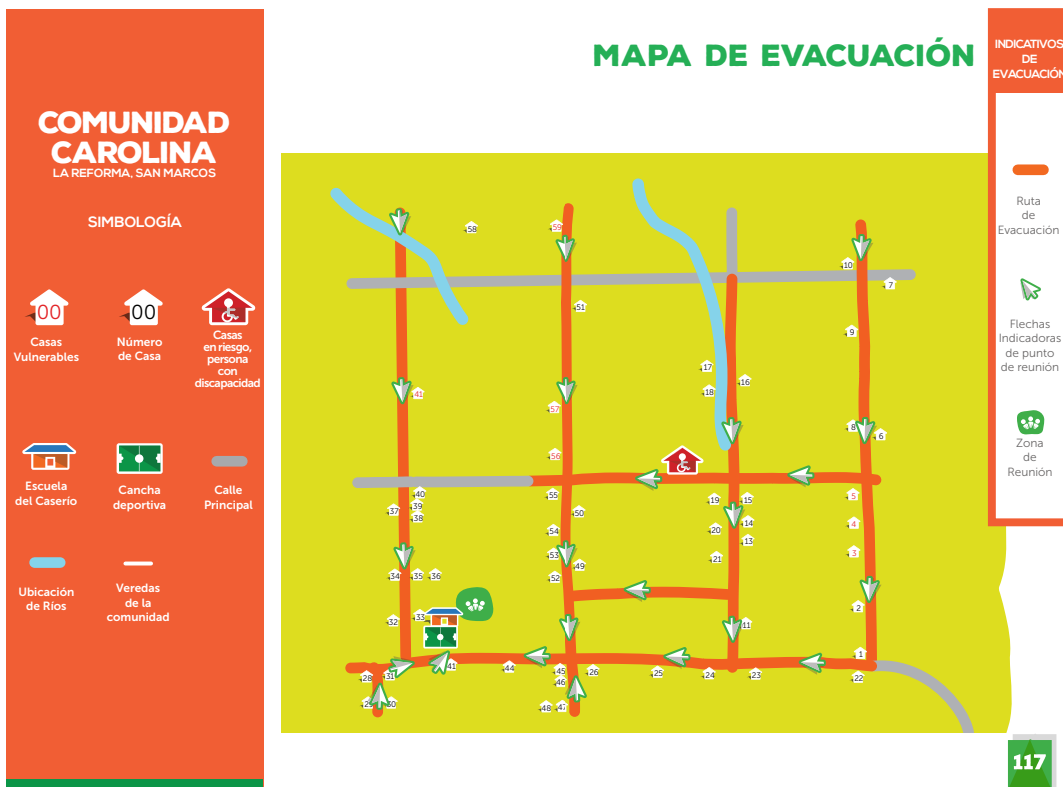 MAPA DE EVACUACIÓN
COMUNIDAD
CAROLINA
LA REFORMA, SAN MARCOS
SIMBOLOGÍA
00
Casas
Vulnerables
00
Número
de Casa
Casas
en riesgo,
persona
con
discapacidad
Escuela
del Caserío
Cancha
deportiva
Calle
Principal
Ubicación
de Ríos
Veredas
de la
comunidad
INDICATIVOS
DE
EVACUACIÓN
Ruta
de
Evacuación
Flechas
Indicadoras
de punto
de reunión
Zona
de
Reunión
58
59
10
7
51
9
17
16
18
41
57
8
6
56
40
55
19
15
5
39
37
38
50
14
4
20
54
13
53
3
21
49
34
35
36
52
2
33
32
11
1
31
41
44
45
26
25
24
23
22
28
46
30
48
117